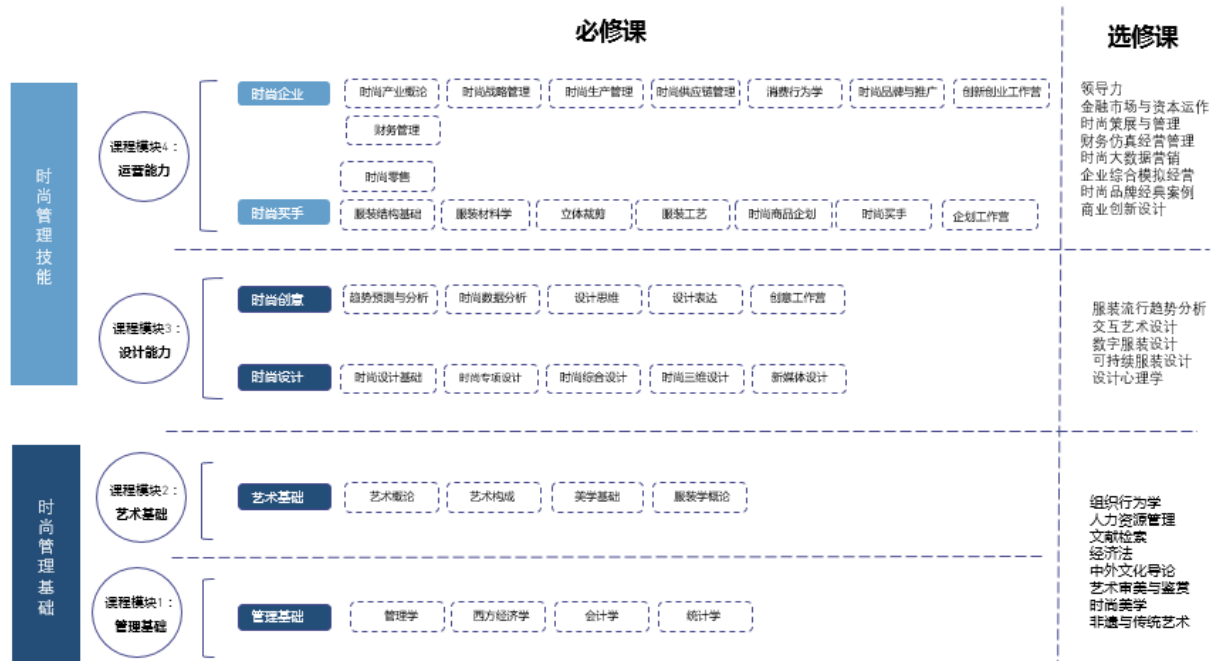 必修课
选修课
时尚管理技能
课程模块4：
运营能力
时尚企业
时尚产业概论
时尚战略管理
时尚生产管理
时尚供应链管理
消费行为学
时尚品牌与推广
创新创业工作营
财务管理
时尚零售
时尚买手
服装结构基础
服装材料学
立体裁剪
服装工艺
时尚商品企划
时尚买手
企划工作营
领导力
金融市场与资本运作
时尚策展与管理
财务仿真经营管理
时尚大数据营销
企业综合模拟经营
时尚品牌经典案例
商业创新设计
课程模块3：
设计能力
时尚创意
趋势预测与分析
时尚数据分析
设计思维
设计表达
创意工作营
时尚设计
时尚设计基础
时尚专项设计
时尚综合设计
时尚三维设计
新媒体设计
服装流行趋势分析
交互艺术设计
数字服装设计
可持续服装设计
设计心理学
时尚管理基础
课程模块2：
艺术基础
艺术基础
艺术概论
艺术构成
美学基础
服装学概论
课程模块1：
管理基础
管理基础
管理学
西方经济学
会计学
统计学
组织行为学
人力资源管理
文献检索
经济法
中外文化导论
艺术审美与鉴赏
时尚美学
非遗与传统艺术